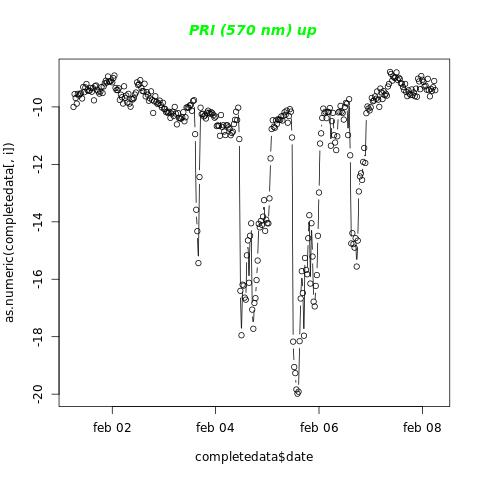 PRI (570 nm) up
as.numeric(completedata[, i])
-10
-12
-14
-16
-18
-20
feb 02
feb 04
feb 06
feb 08
completedata$date